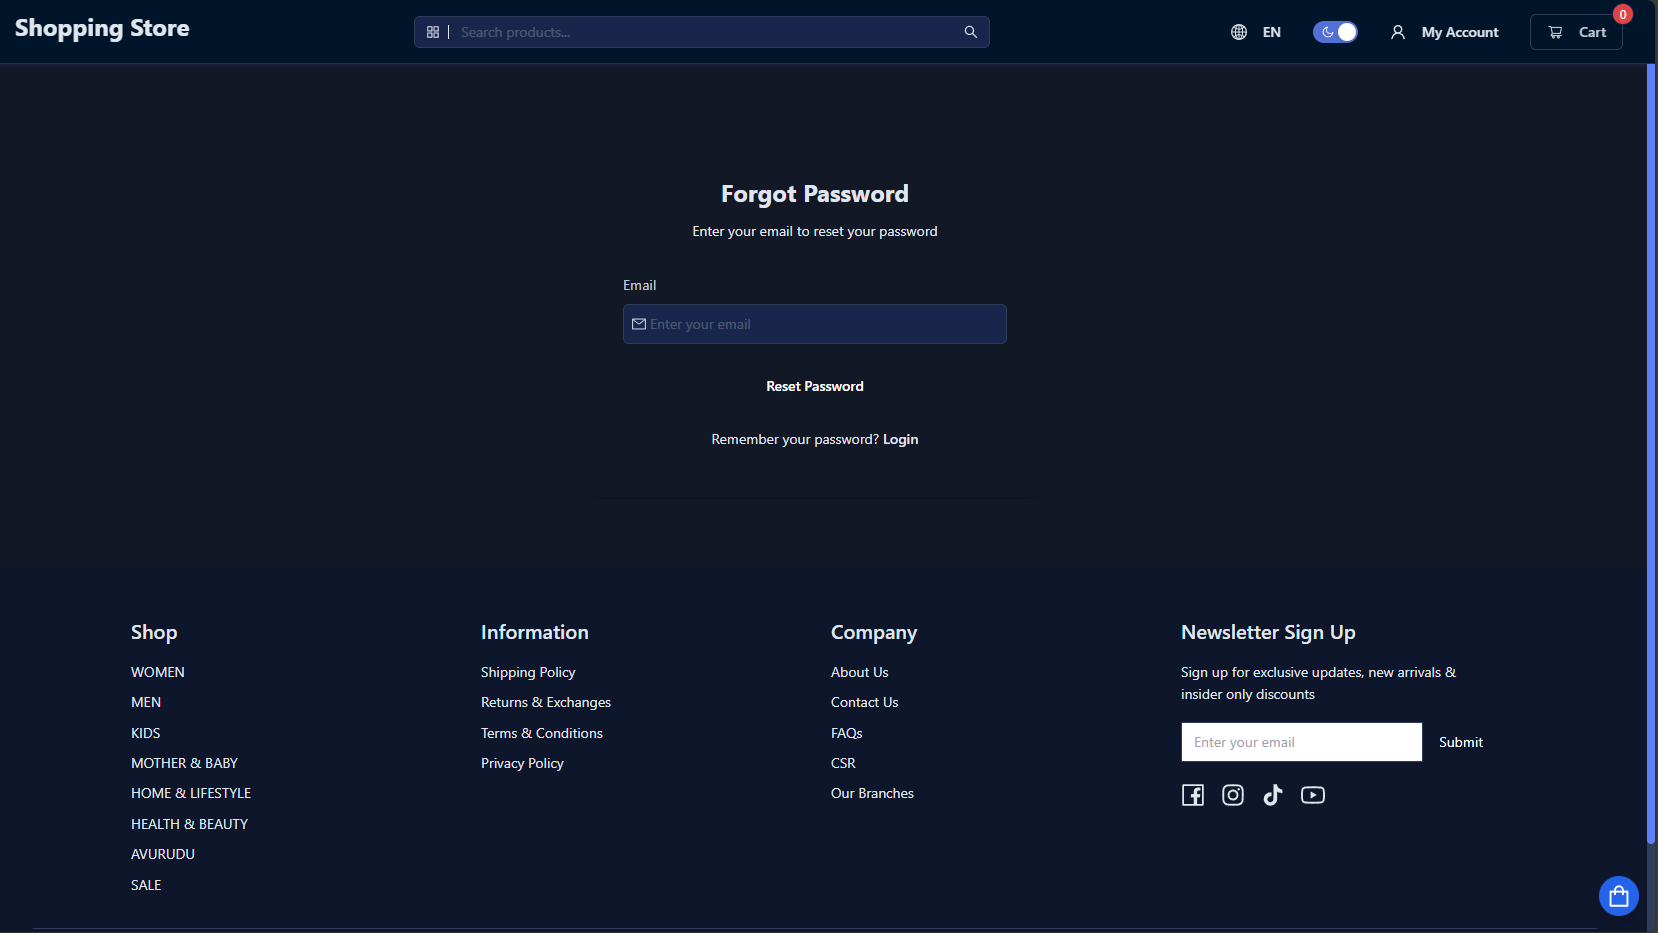 Shopping Store
Search products...
EN
My Account
Cart
0
Forgot Password
Enter your email to reset your password
Email
Enter your email
Reset Password
Remember your password? Login
Shop
WOMEN
MEN
KIDS
MOTHER & BABY
HOME & LIFESTYLE
HEALTH & BEAUTY
AVURUDU
SALE
Information
Shipping Policy
Returns & Exchanges
Terms & Conditions
Privacy Policy
Company
About Us
Contact Us
FAQs
CSR
Our Branches
Newsletter Sign Up
Sign up for exclusive updates, new arrivals &
insider only discounts
Enter your email
Submit